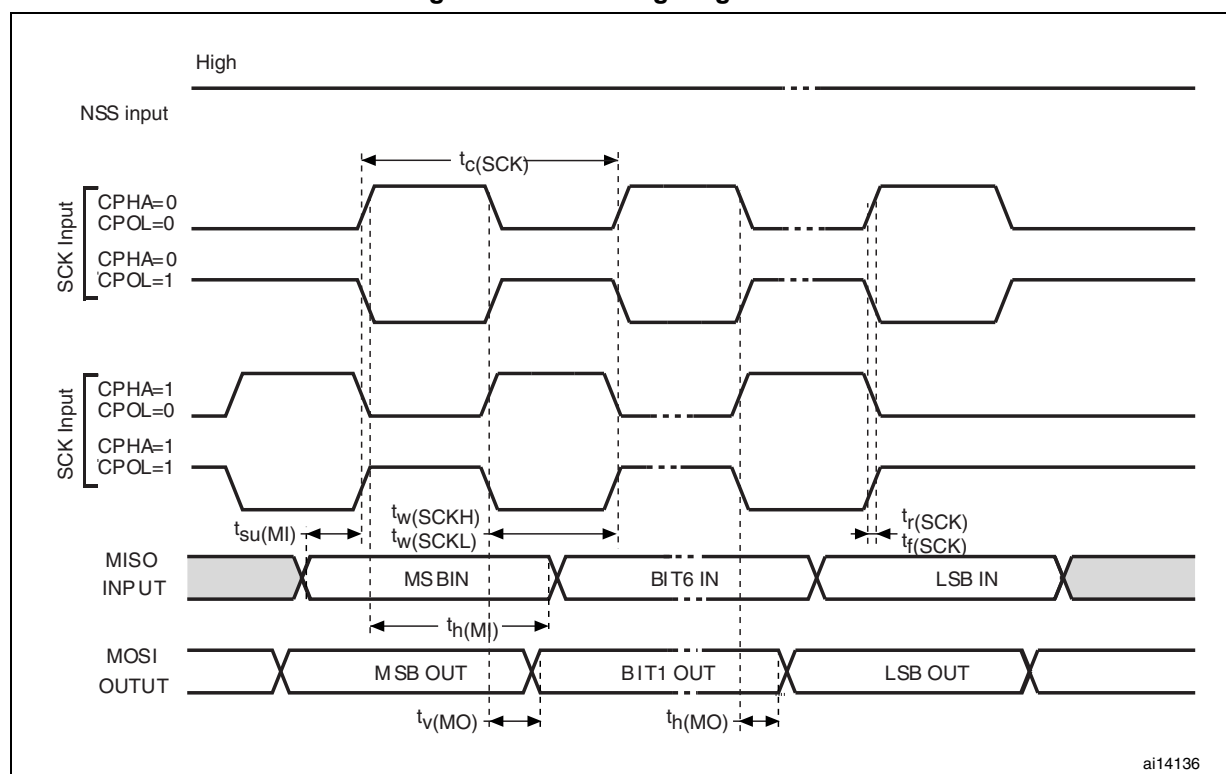 High
NSS input
tc(SCK)
SCK Input
CPHA=0
CPOL=0
CPHA=0
CPOL=1
SCK Input
CPHA=1
CPOL=0
CPHA=1
CPOL=1
tsu(MI)
tw(SCKH)
tw(SCKL)
tr(SCK)
tf(SCK)
MISO
INPUT
MSBIN
BIT6 IN
LSB IN
th(MI)
MOSI
OUTUT
MSB OUT
BIT1 OUT
LSB OUT
tv(MO)
th(MO)
ai14136